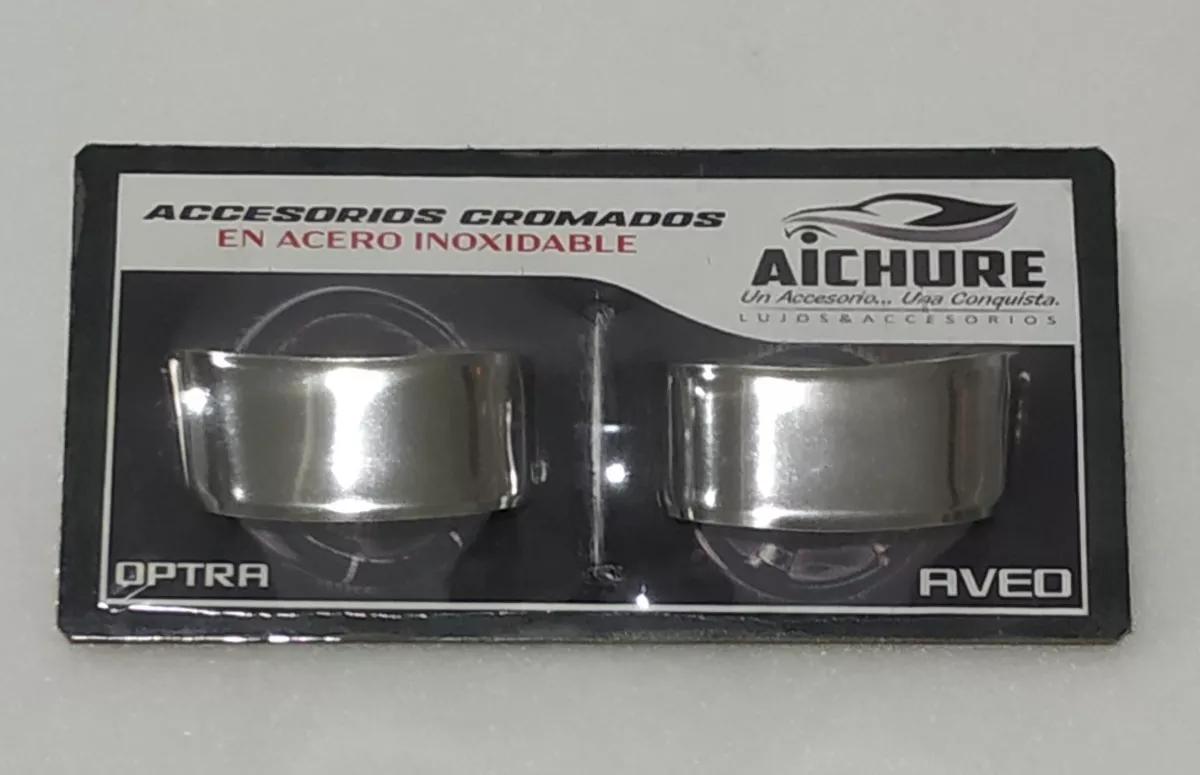 ACCESORIOS CROMADOS
EN ACERO INOXIDABLE
AiCHURE
Un Accesorio... Una Conquista.
LUJOS & ACCESORIOS
OPTRA
AVEO